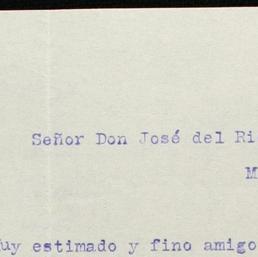 Señor Don José del Ri
M
uy estimado y fino amigo